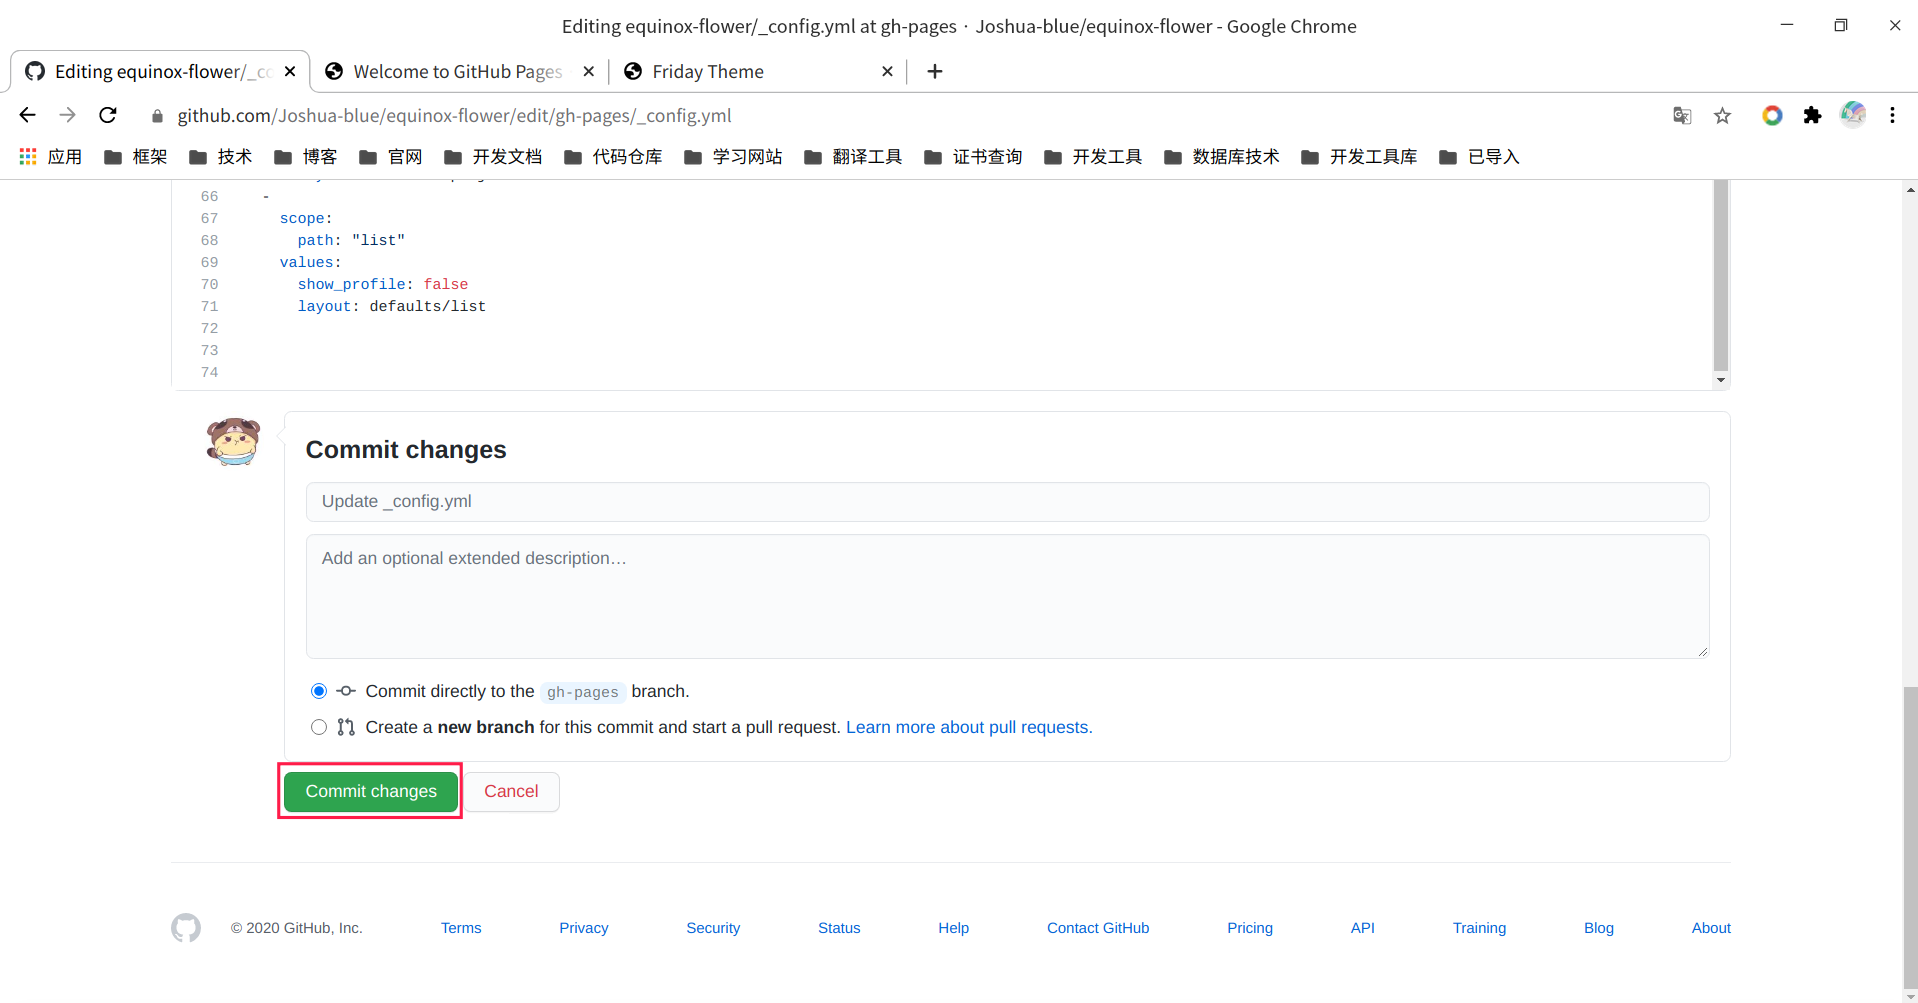 Editing equinox-flower/_config.yml at gh-pages · Joshua-blue/equinox-flower - Google Chrome
Editing equinox-flower/_co
Welcome to GitHub Pages
Friday Theme
github.com/Joshua-blue/equinox-flower/edit/gh-pages/_config.yml
应用 框架 技术 博客 官网 开发文档 代码仓库 学习网站 翻译工具 证书查询 开发工具 数据库技术 开发工具库 已导入
66 -
67 scope:
68 path: "list"
69 values:
70 show_profile: false
71 layout: defaults/list
72
73
74
Commit changes
Update _config.yml
Add an optional extended description…
Commit directly to the gh-pages branch.
Create a new branch for this commit and start a pull request. Learn more about pull requests.
Commit changes Cancel
© 2020 GitHub, Inc. Terms Privacy Security Status Help Contact GitHub Pricing API Training Blog About